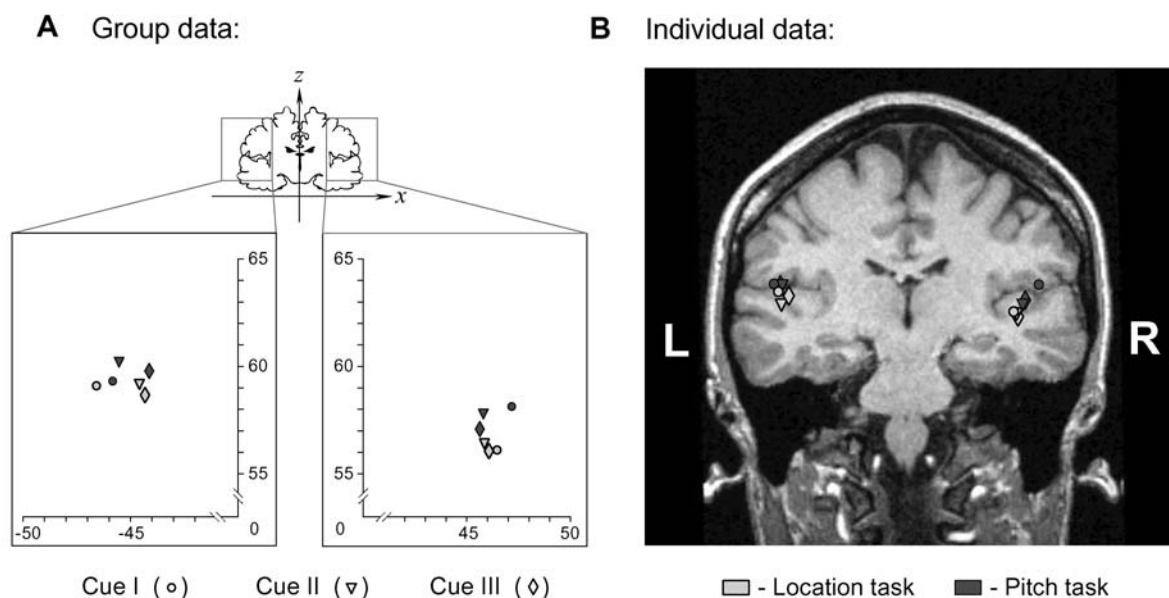 A Group data:
z
x
65
60
55
0
-50
-45
65
60
55
0
45
50
Cue I ( ) Cue II ( ) Cue III ( )
B Individual data:
L
R
- Location task - Pitch task